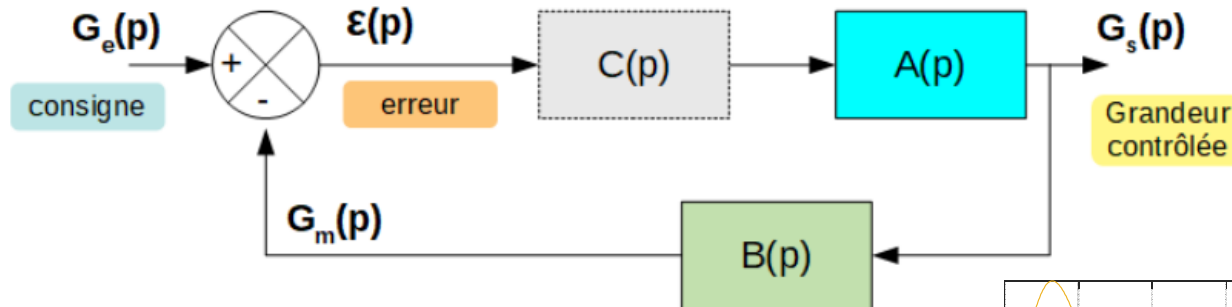 Ge(p)
consigne
+
-
ε(p)
erreur
C(p)
A(p)
Gs(p)
Grandeur
contrôlée
Gm(p)
B(p)